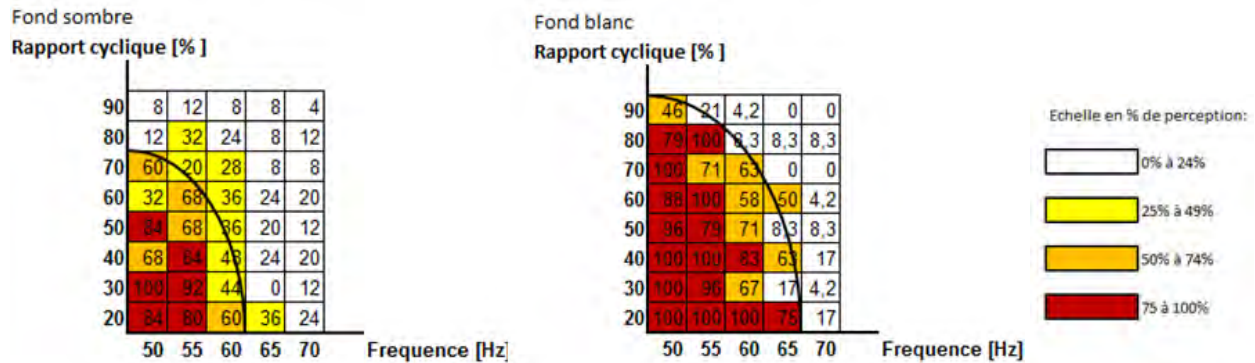 Fond sombre
Rapport cyclique [% ]
90 8 12 8 8 4
80 12 32 24 8 12
70 60 20 28 8 8
60 32 68 36 24 20
50 84 68 36 20 12
40 68 84 48 24 20
30 100 92 44 0 12
20 84 80 60 36 24
50 55 60 65 70 Frequence [Hz]
Fond blanc
Rapport cyclique [% ]
90 46 21 4,2 0 0
80 79 100 8,3 8,3 8,3
70 100 71 63 0 0
60 88 100 58 50 4,2
50 96 79 71 8,3 8,3
40 100 100 83 63 17
30 100 96 67 17 4,2
20 100 100 100 75 17
50 55 60 65 70 Frequence [Hz]
Echelle en % de perception:
0% à 24%
25% à 49%
50% à 74%
75 à 100%